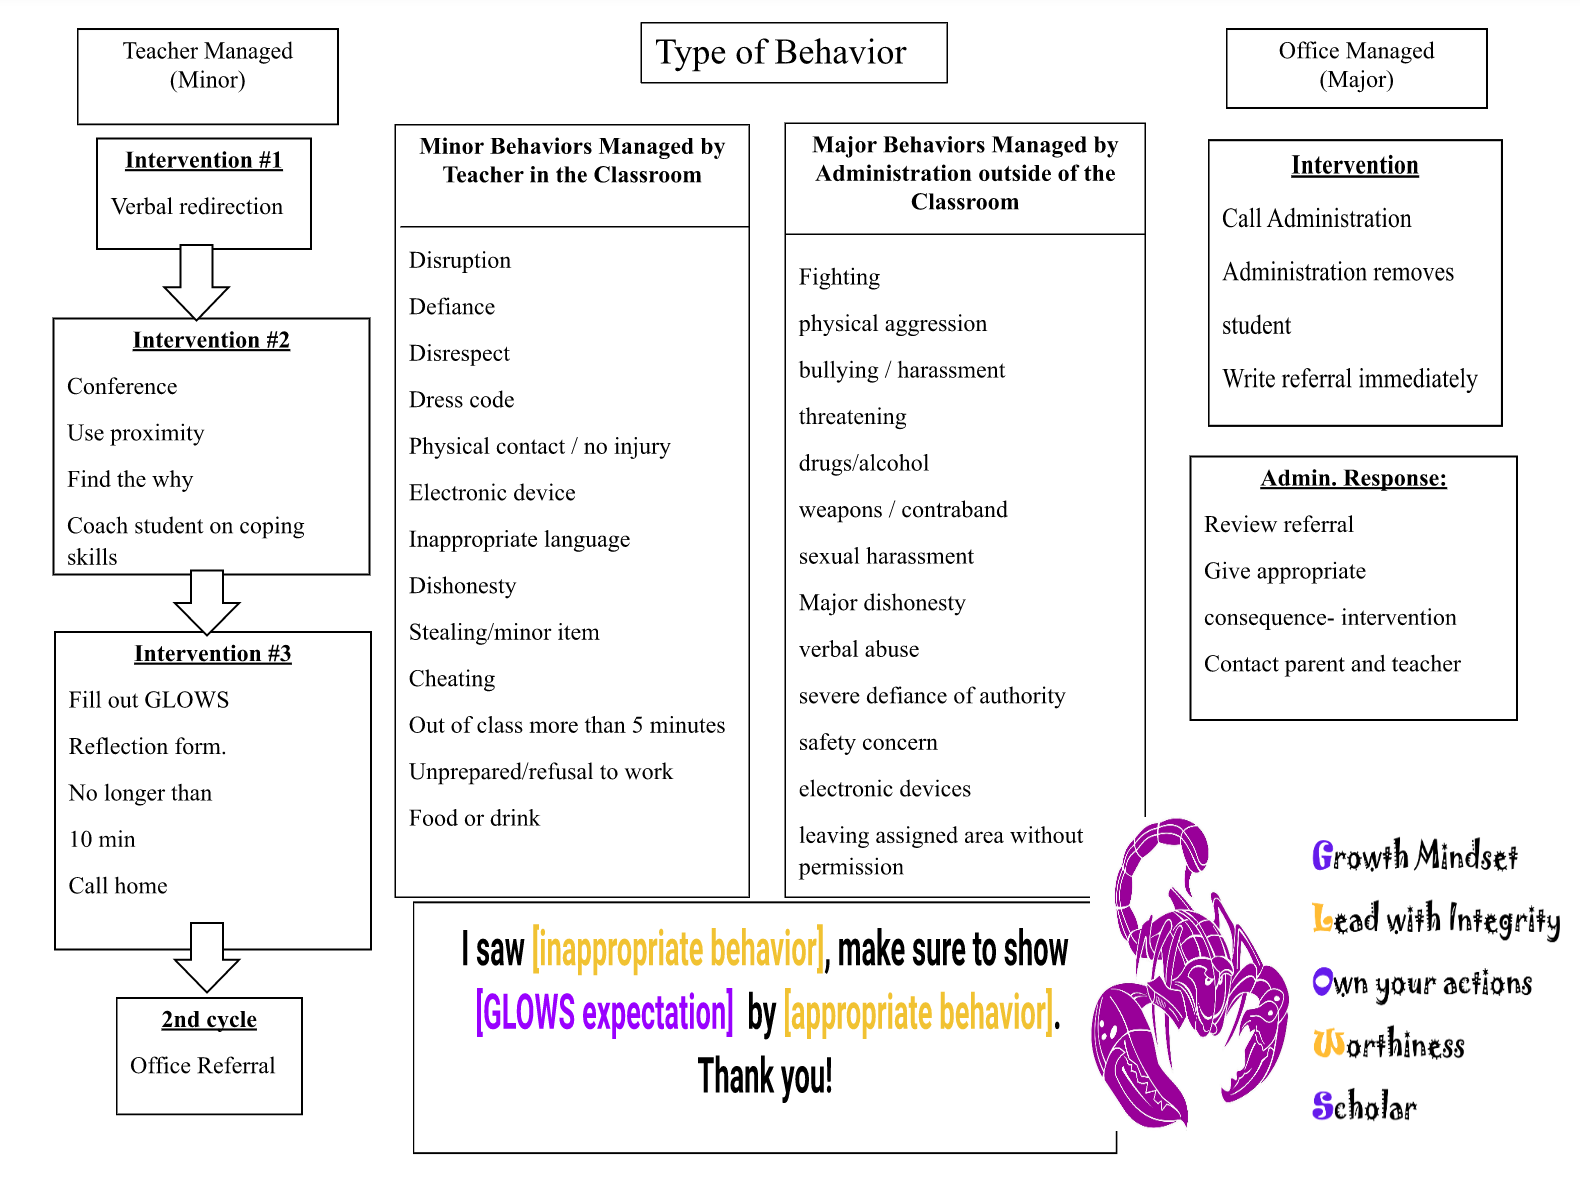 Teacher Managed
(Minor)
Type of Behavior
Office Managed
(Major)
Intervention #1
Verbal redirection
Intervention #2
Conference
Use proximity
Find the why
Coach student on coping
skills
Intervention #3
Fill out GLOWS
Reflection form.
No longer than
10 min
Call home
2nd cycle
Office Referral
Minor Behaviors Managed by
Teacher in the Classroom
Disruption
Defiance
Disrespect
Dress code
Physical contact / no injury
Electronic device
Inappropriate language
Dishonesty
Stealing/minor item
Cheating
Out of class more than 5 minutes
Unprepared/refusal to work
Food or drink
Major Behaviors Managed by
Administration outside of the
Classroom
Fighting
physical aggression
bullying / harassment
threatening
drugs/alcohol
weapons / contraband
sexual harassment
Major dishonesty
verbal abuse
severe defiance of authority
safety concern
electronic devices
leaving assigned area without
permission
Intervention
Call Administration
Administration removes
student
Write referral immediately
Admin. Response:
Review referral
Give appropriate
consequence- intervention
Contact parent and teacher
I saw [inappropriate behavior], make sure to show
[GLOWS expectation] by [appropriate behavior].
Thank you!
Growth Mindset
Lead with Integrity
Own your actions
Worthiness
Scholar